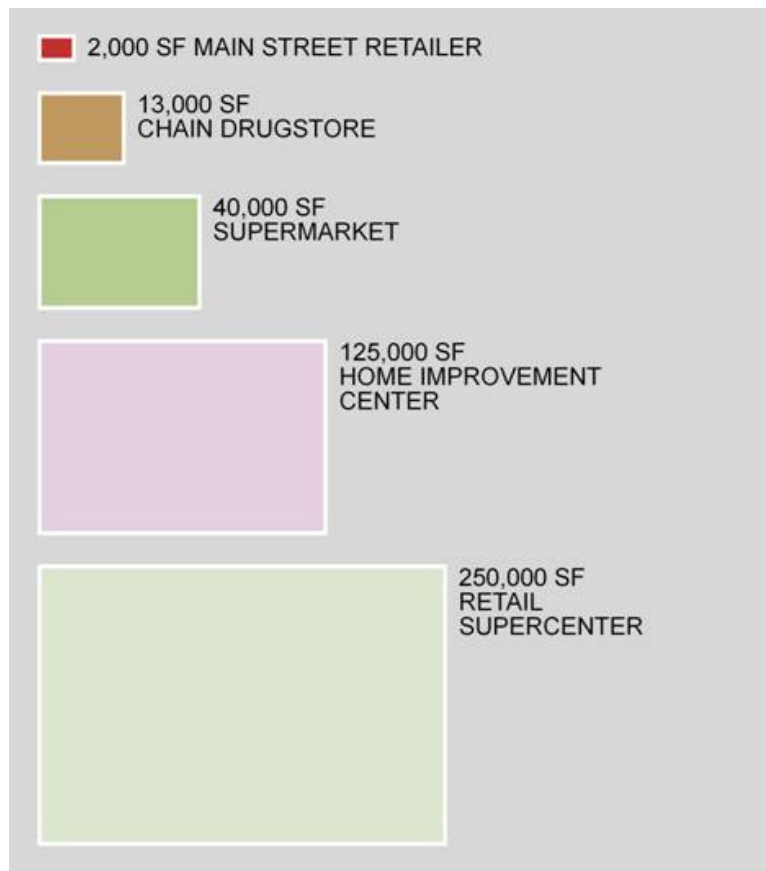 2,000 SF MAIN STREET RETAILER
13,000 SF
CHAIN DRUGSTORE
40,000 SF
SUPERMARKET
125,000 SF
HOME IMPROVEMENT
CENTER
250,000 SF
RETAIL
SUPERCENTER